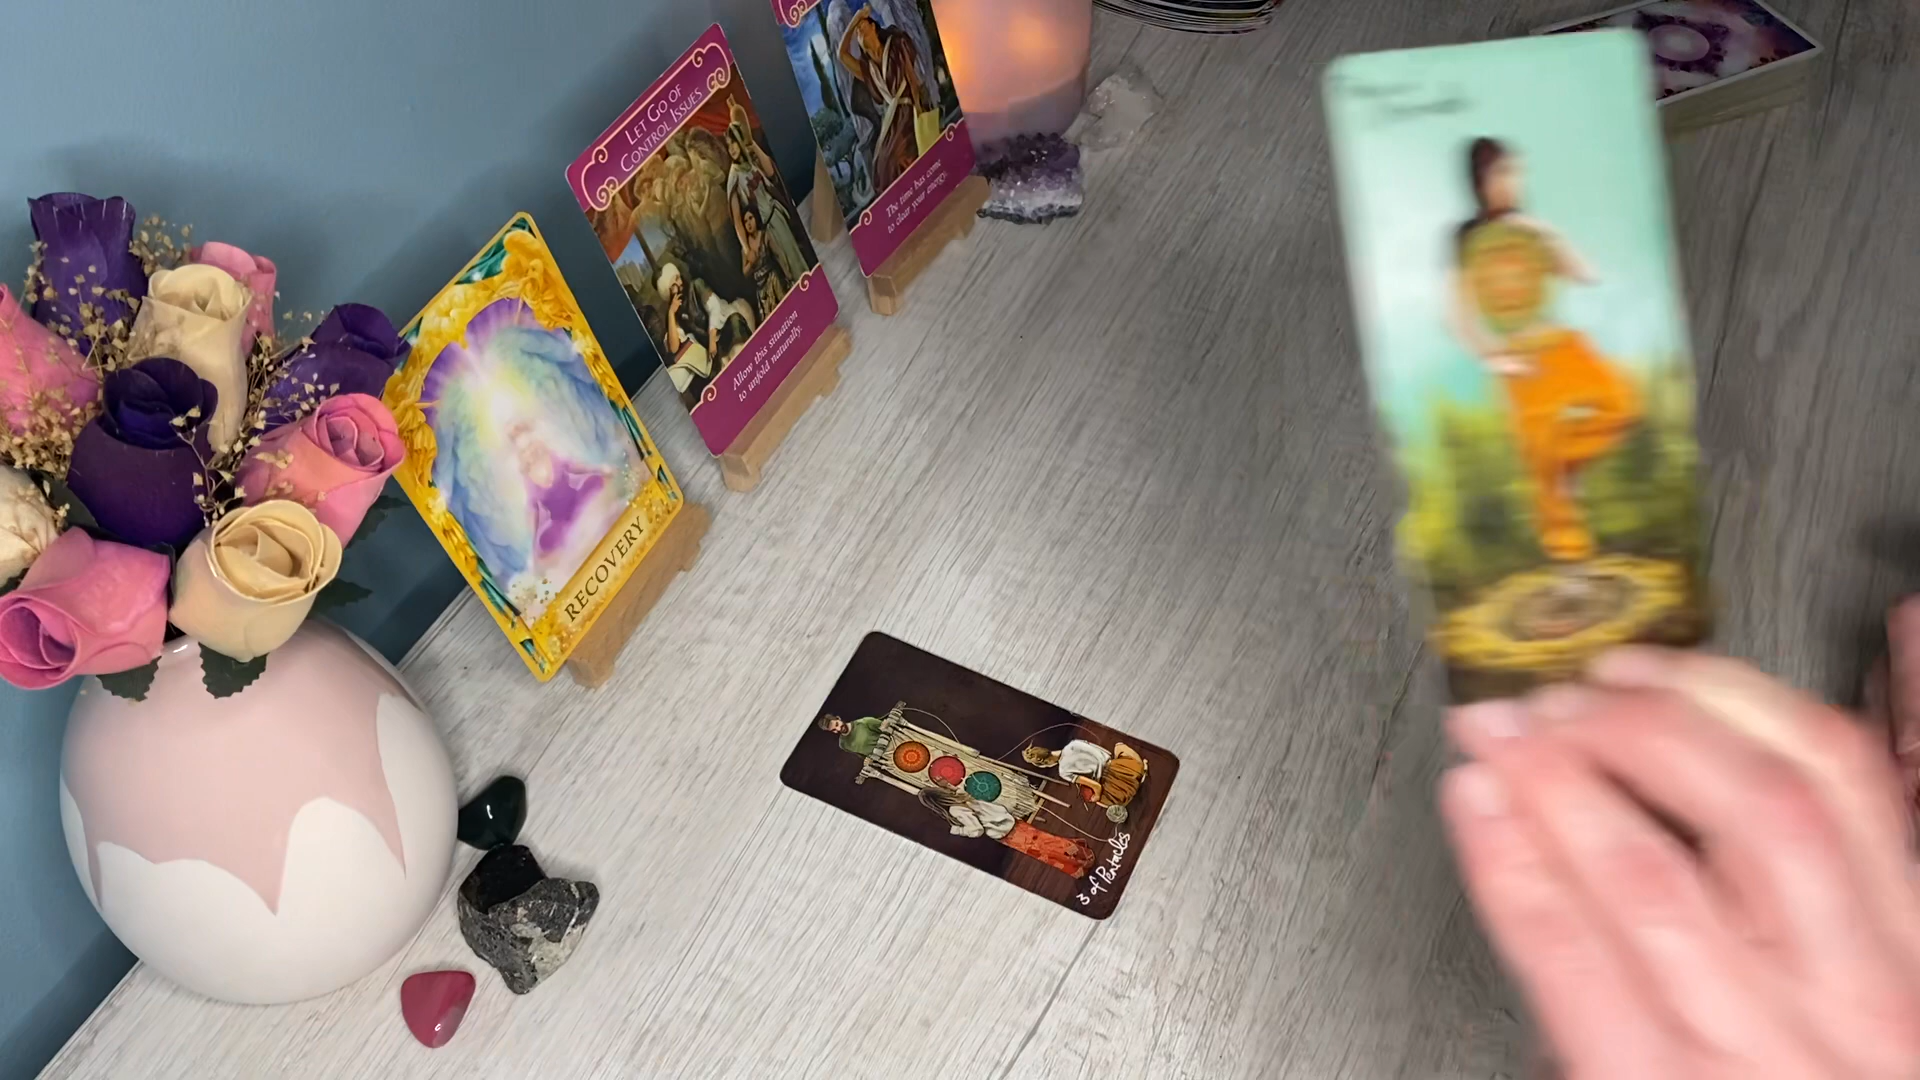 LET GO OF
CONTROL ISSUES
Allow this situation
to unfold naturally.
The time has come
to clear your energy.
RECOVERY
3 of Pentacles